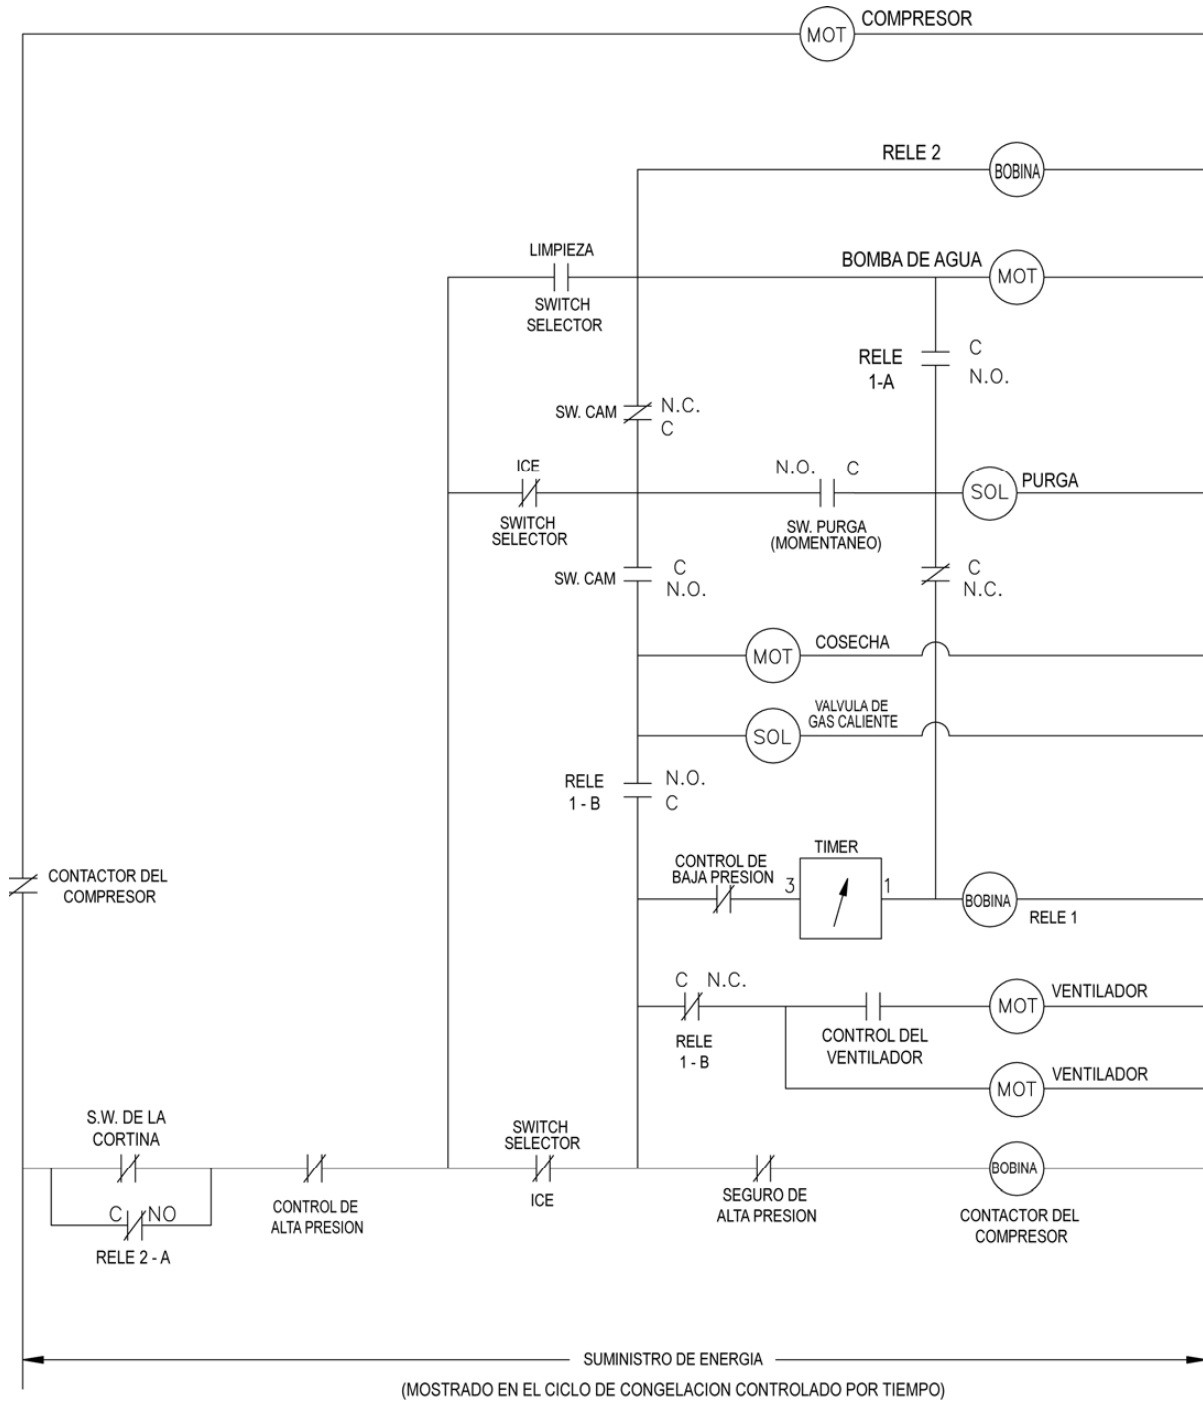 COMPRESOR
MOT
RELE 2
BOBINA
LIMPIEZA
SWITCH
SELECTOR
BOMBA DE AGUA
MOT
RELE
1-A
C
N.O.
SW. CAM
N.C.
C
ICE
SWITCH
SELECTOR
N.O. C
SW. PURGA
(MOMENTANEO)
SOL
PURGA
SW. CAM
C
N.O.
C
N.C.
MOT
COSECHA
SOL
VALVULA DE
GAS CALIENTE
RELE
1 - B
N.O.
C
CONTACTOR DEL
COMPRESOR
CONTROL DE
BAJA PRESION
TIMER
3
1
BOBINA
RELE 1
C N.C.
RELE
1 - B
CONTROL DEL
VENTILADOR
MOT
VENTILADOR
MOT
VENTILADOR
S.W. DE LA
CORTINA
C NO
RELE 2 - A
CONTROL DE
ALTA PRESION
SWITCH
SELECTOR
ICE
SEGURO DE
ALTA PRESION
BOBINA
CONTACTOR DEL
COMPRESOR
SUMINISTRO DE ENERGIA
(MOSTRADO EN EL CICLO DE CONGELACION CONTROLADO POR TIEMPO)